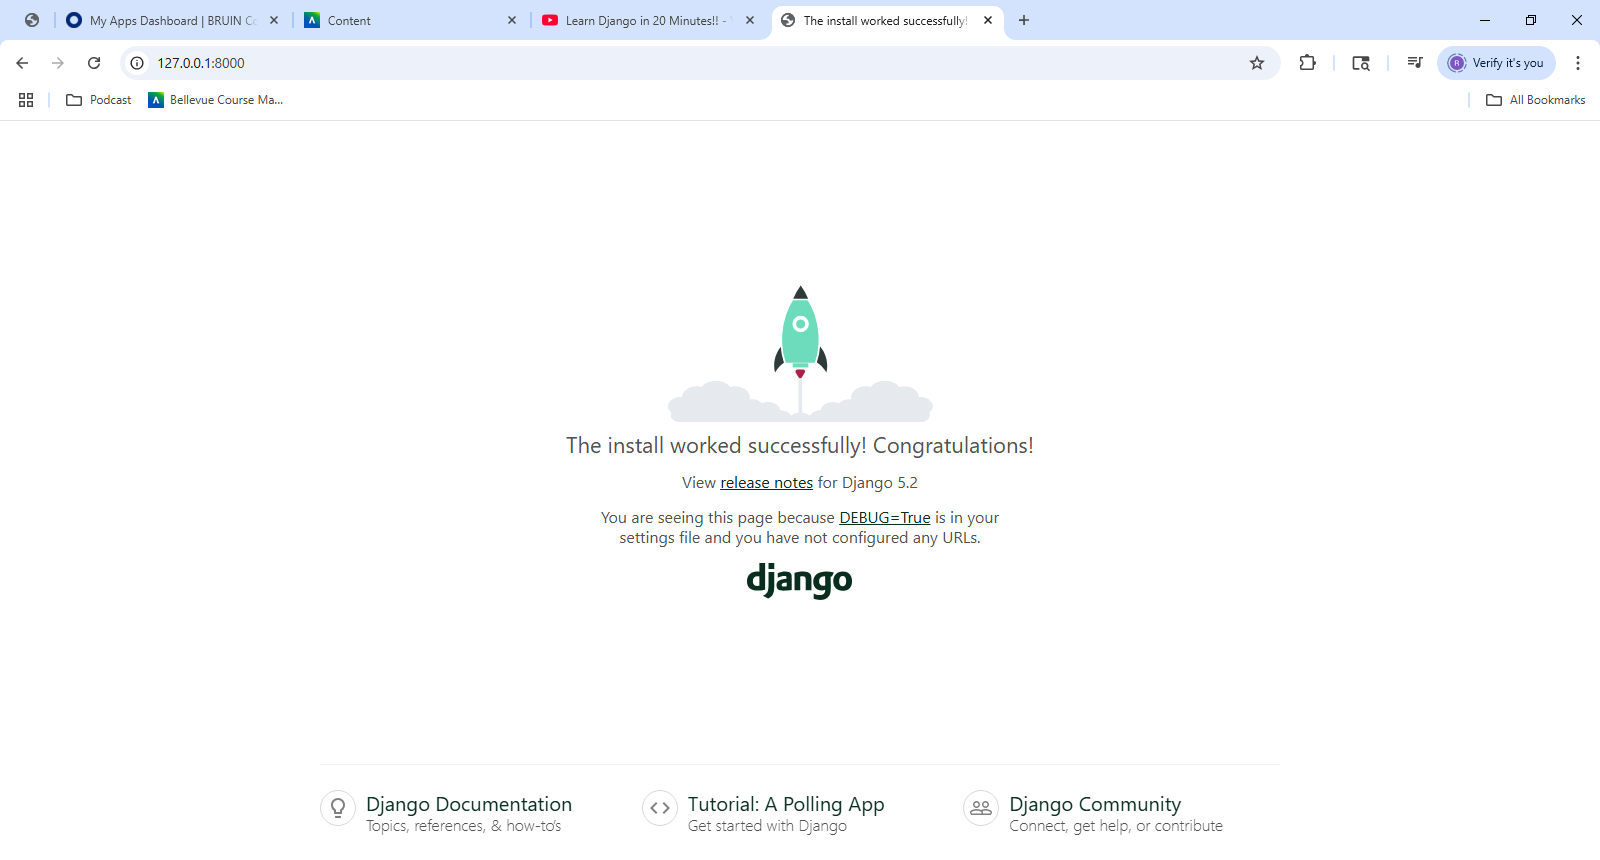 My Apps Dashboard | BRUIN Co
Content
Learn Django in 20 Minutes!! -
The install worked successfully!
127.0.0.1:8000
Verify it's you
Podcast
Bellevue Course Ma...
All Bookmarks
The install worked successfully! Congratulations!
View release notes for Django 5.2
You are seeing this page because DEBUG=True is in your
settings file and you have not configured any URLs.
django
Django Documentation
Topics, references, & how-to's
Tutorial: A Polling App
Get started with Django
Django Community
Connect, get help, or contribute